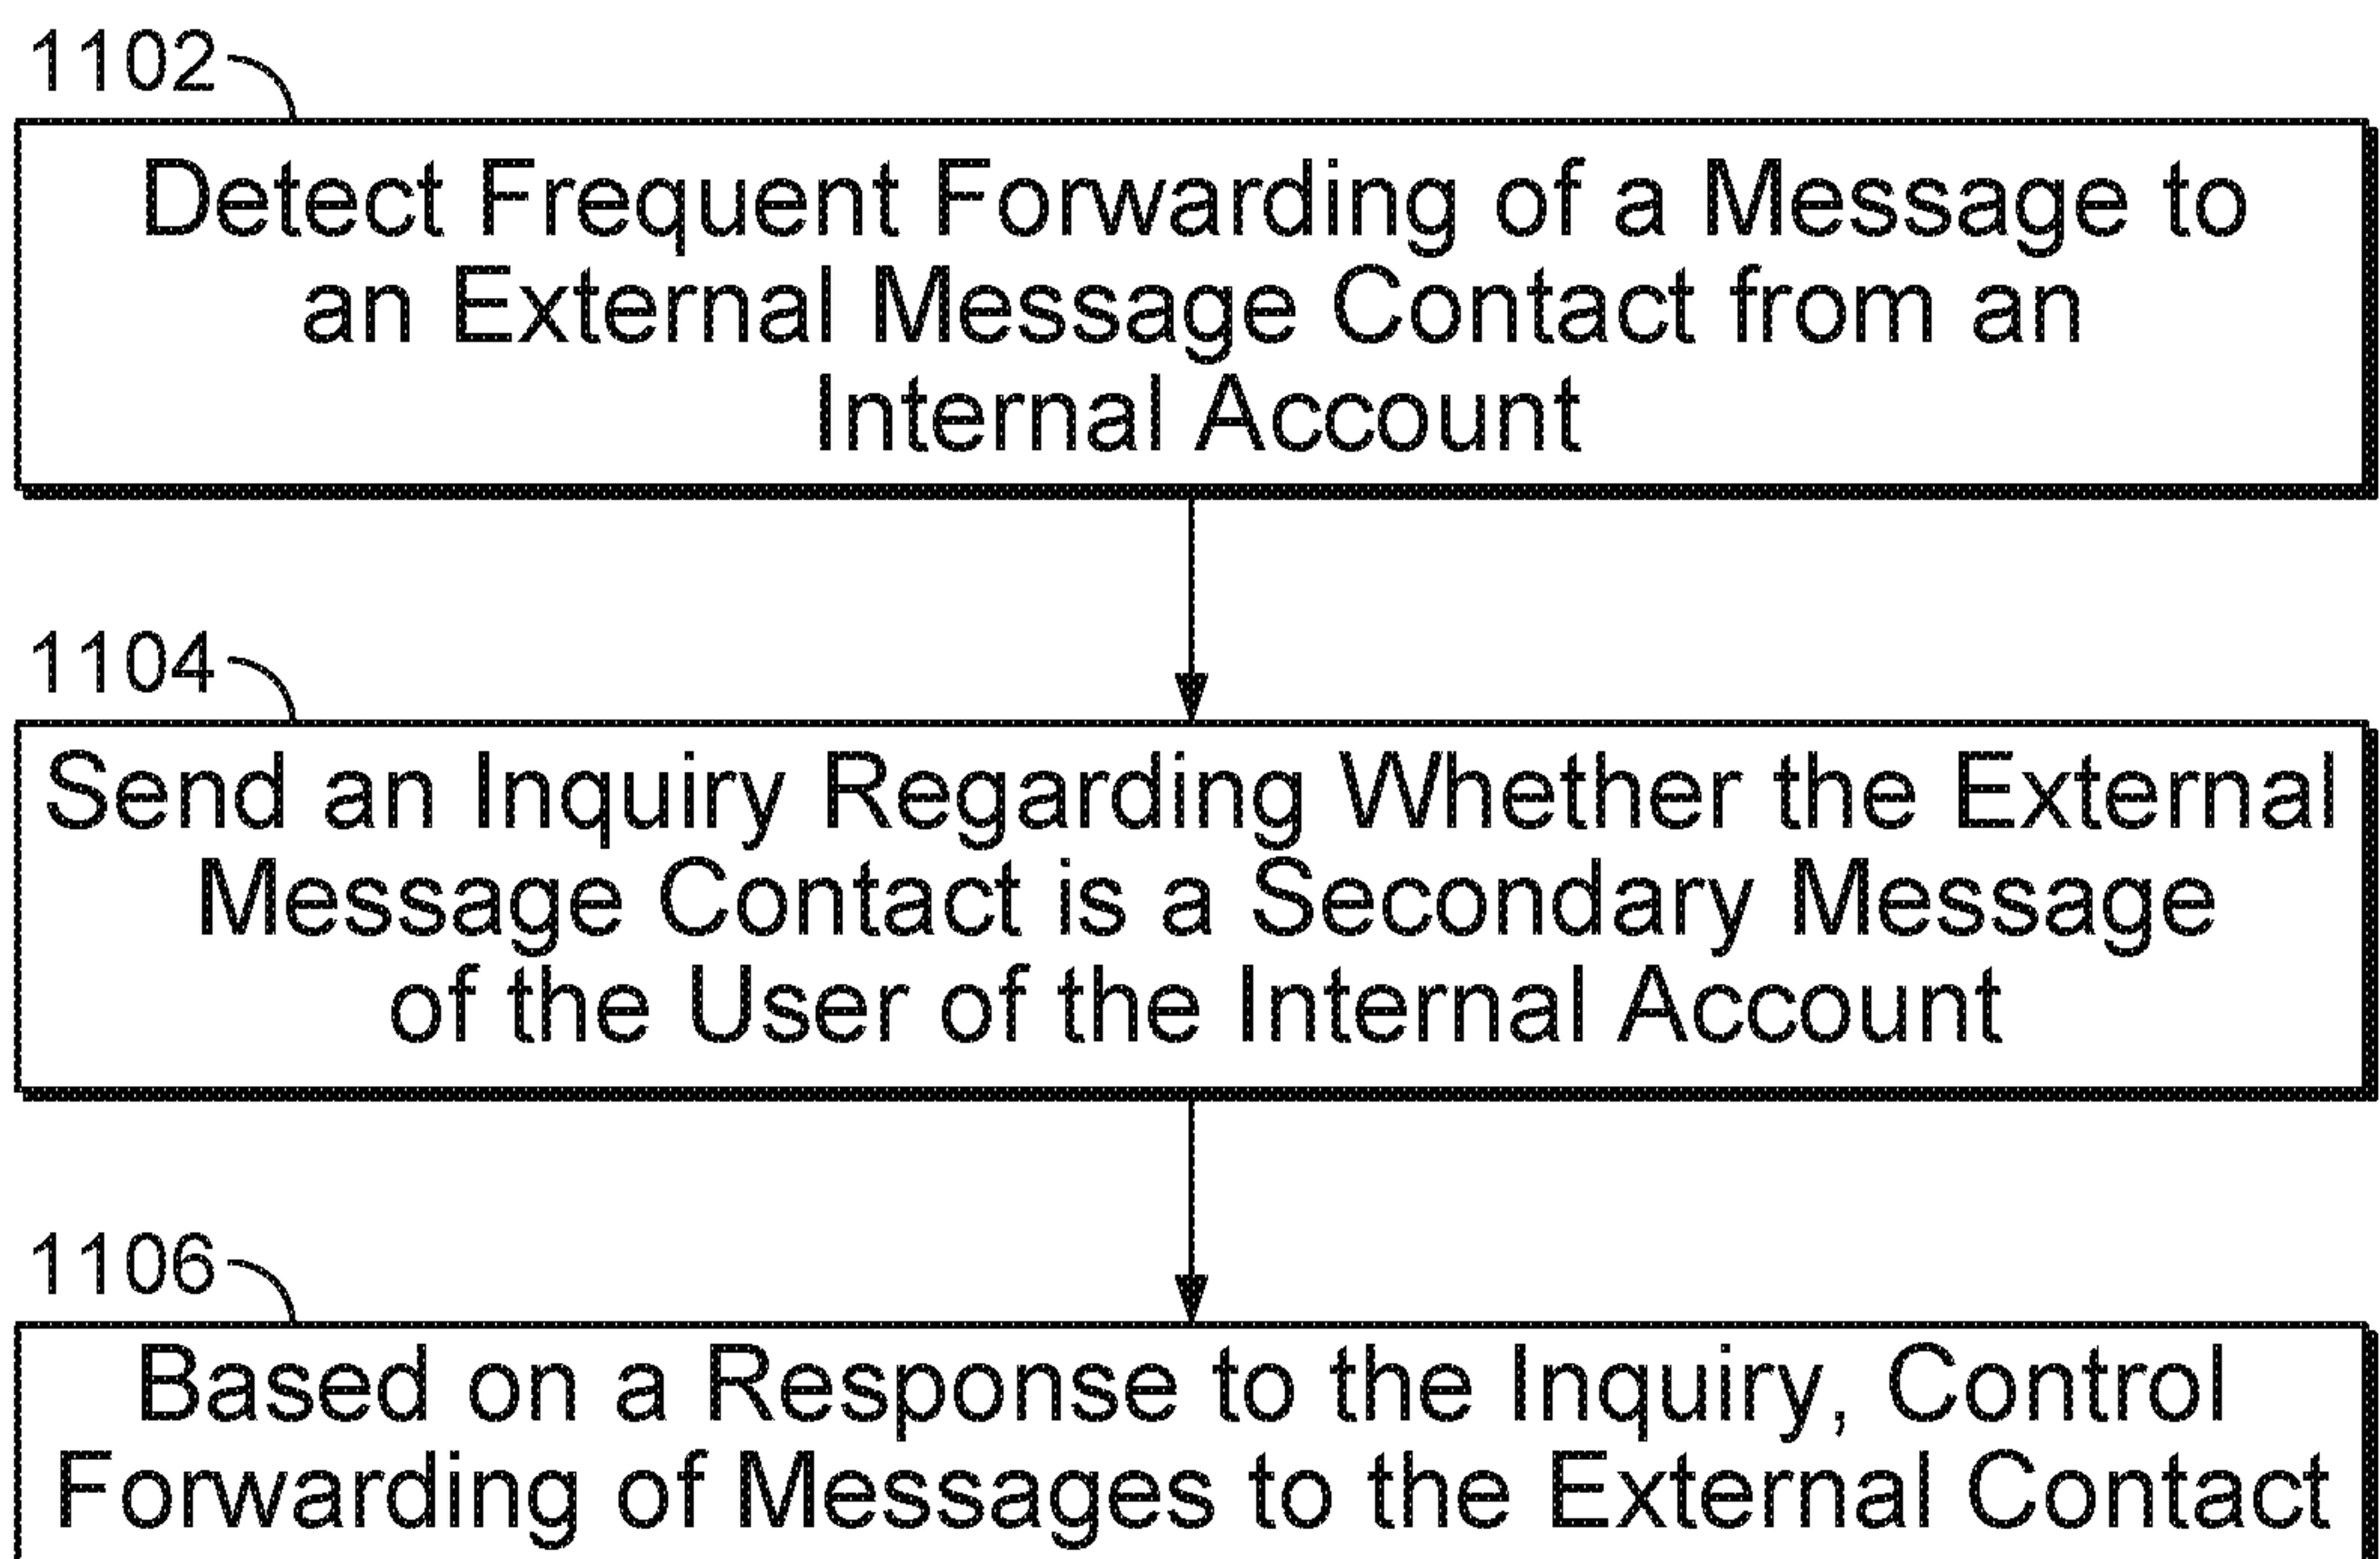 1102
Detect Frequent Forwarding of a Message to
an External Message Contact from an
Internal Account
1104
Send an Inquiry Regarding Whether the External
Message Contact is a Secondary Message
of the User of the Internal Account
1106
Based on a Response to the Inquiry, Control
Forwarding of Messages to the External Contact